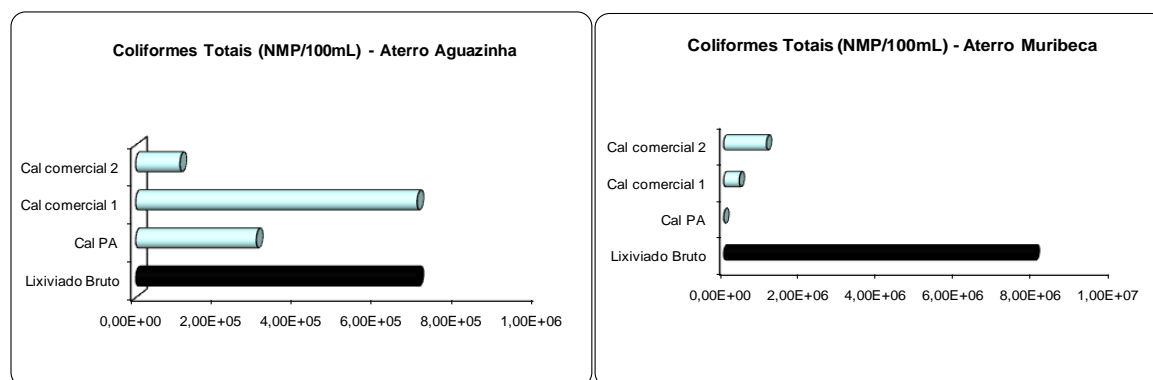 Coliformes Totais (NMP/100mL) - Aterro Aguazinha
Cal comercial 2
Cal comercial 1
Cal PA
Lixiviado Bruto
0,00E+00 2,00E+05 4,00E+05 6,00E+05 8,00E+05 1,00E+06
Coliformes Totais (NMP/100mL) - Aterro Muribeca
Cal comercial 2
Cal comercial 1
Cal PA
Lixiviado Bruto
0,00E+00 2,00E+06 4,00E+06 6,00E+06 8,00E+06 1,00E+07